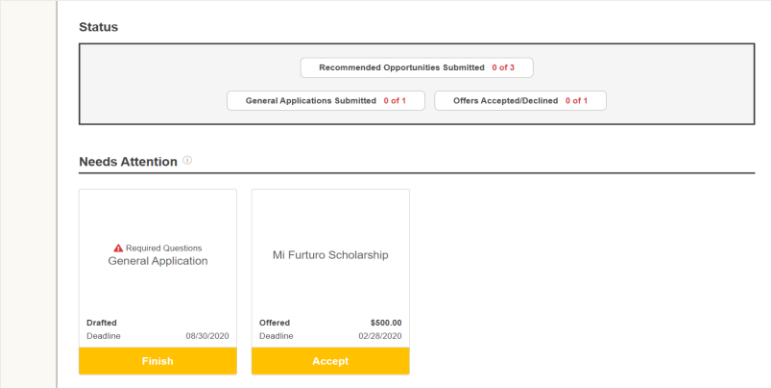 Status
Recommended Opportunities Submitted 0 of 3
General Applications Submitted 0 of 1
Offers Accepted/Declined 0 of 1
Needs Attention
Required Questions
General Application
Drafted
Deadline 08/30/2020
Finish
Mi Furturo Scholarship
Offered $500.00
Deadline 02/28/2020
Accept